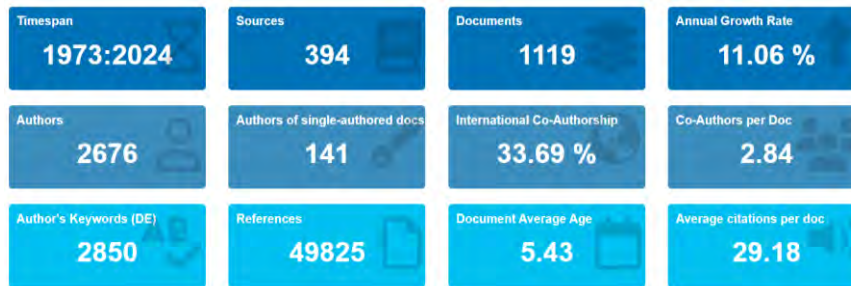 Timespan
1973:2024
Sources
394
Documents
1119
Annual Growth Rate
11.06 %
Authors
2676
Authors of single-authored docs
141
International Co-Authorship
33.69 %
Co-Authors per Doc
2.84
Author's Keywords (DE)
2850
References
49825
Document Average Age
5.43
Average citations per doc
29.18